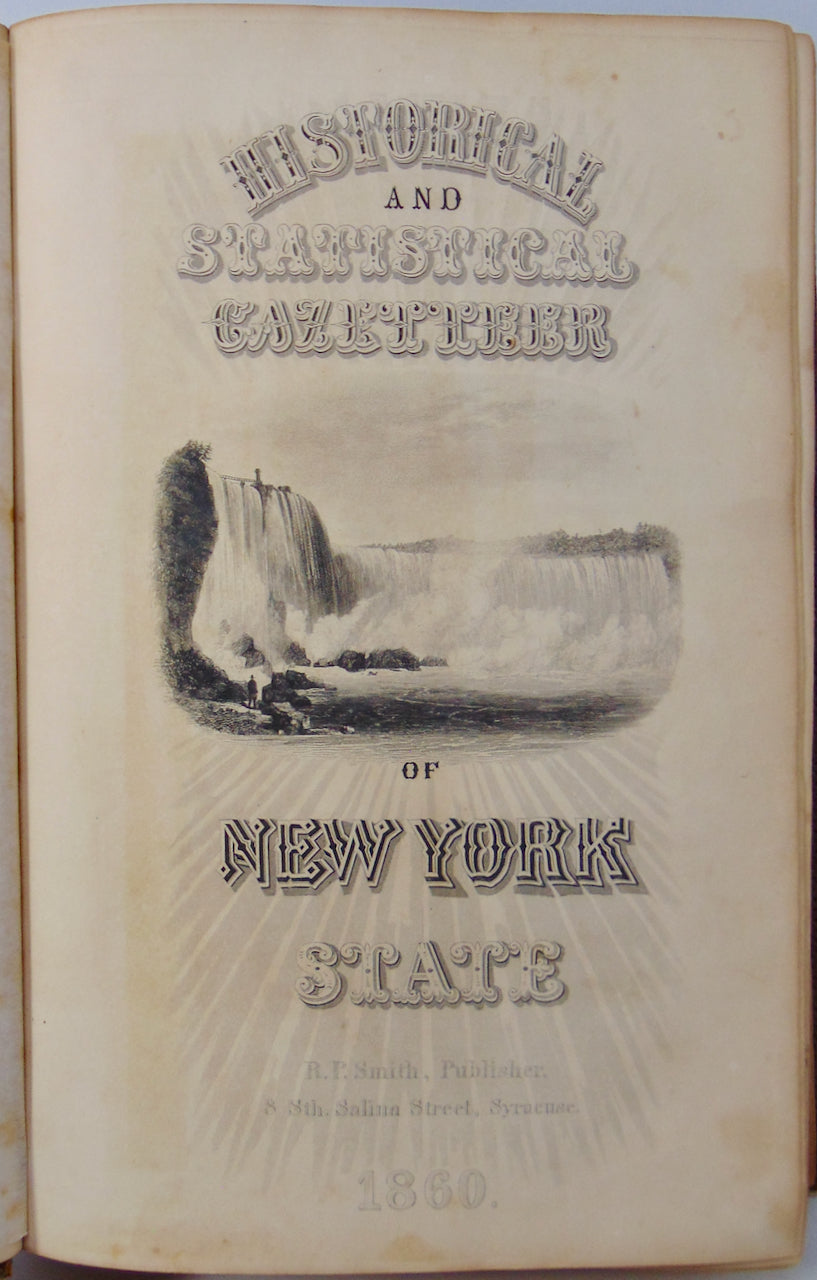 HISTORICAL
AND
STATISTICAL
GAZETTEER
OF
NEW YORK
STATE
R.P. Smith, Publisher.
8 Sth. Salina Street, Syracuse.
1860.